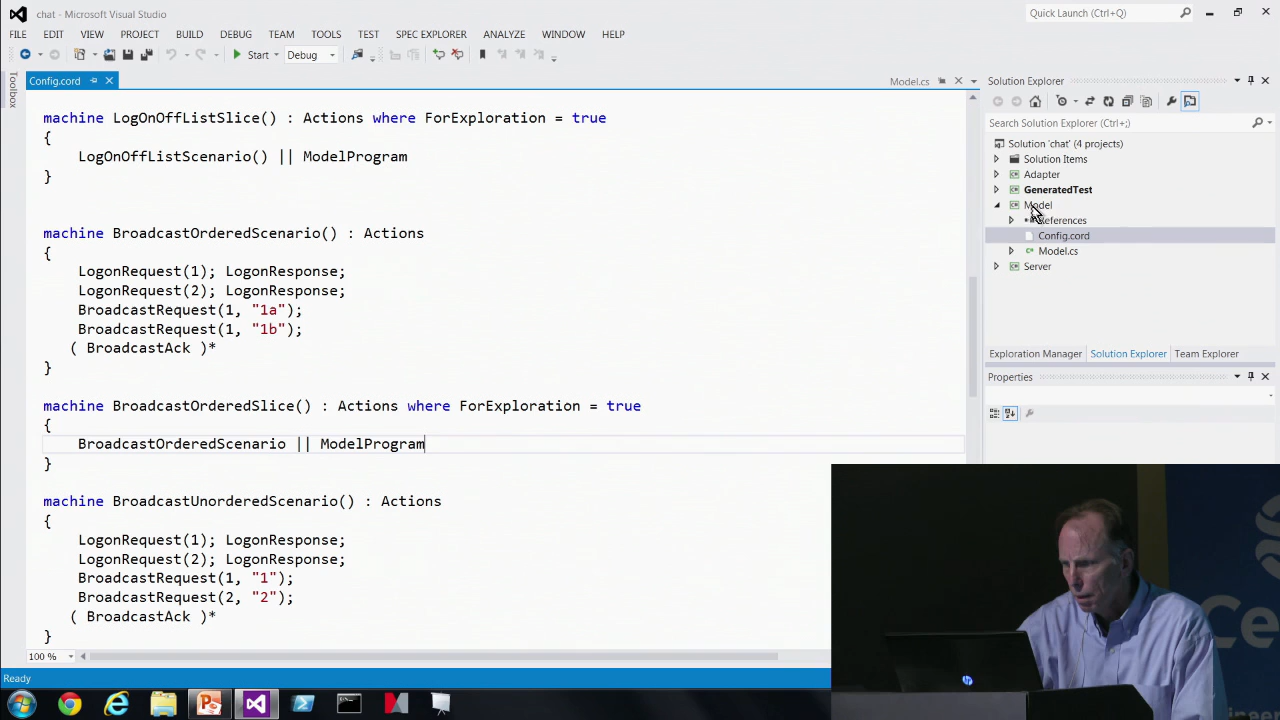 chat - Microsoft Visual Studio
Quick Launch (Ctrl+Q)
FILE EDIT VIEW PROJECT BUILD DEBUG TEAM TOOLS TEST SPEC EXPLORER ANALYZE WINDOW HELP
Start Debug
Toolbox
Config.cord
Model.cs
machine LogOnOffListSlice() : Actions where ForExploration = true
{
LogOnOffListScenario() || ModelProgram
}
machine BroadcastOrderedScenario() : Actions
{
LogonRequest(1); LogonResponse;
LogonRequest(2); LogonResponse;
BroadcastRequest(1, "1a");
BroadcastRequest(1, "1b");
( BroadcastAck )*
}
machine BroadcastOrderedSlice() : Actions where ForExploration = true
{
BroadcastOrderedScenario || ModelProgram
}
machine BroadcastUnorderedScenario() : Actions
{
LogonRequest(1); LogonResponse;
LogonRequest(2); LogonResponse;
BroadcastRequest(1, "1");
BroadcastRequest(2, "2");
( BroadcastAck )*
}
100 %
Ready
Solution Explorer
Search Solution Explorer (Ctrl+;)
Solution 'chat' (4 projects)
Solution Items
Adapter
GeneratedTest
Model
References
Config.cord
Model.cs
Server
Exploration Manager Solution Explorer Team Explorer
Properties
hp
Ce